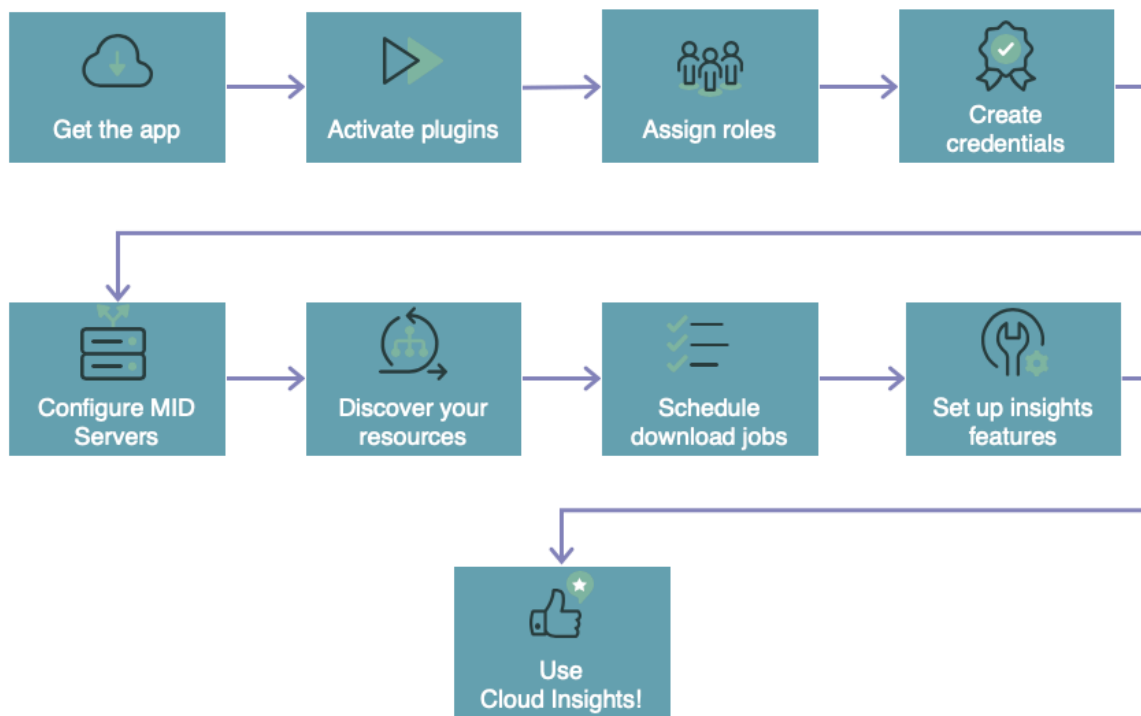 Get the app
Activate plugins
Assign roles
Create
credentials
Configure MID
Servers
Discover your
resources
Schedule
download jobs
Set up insights
features
Use
Cloud Insights!